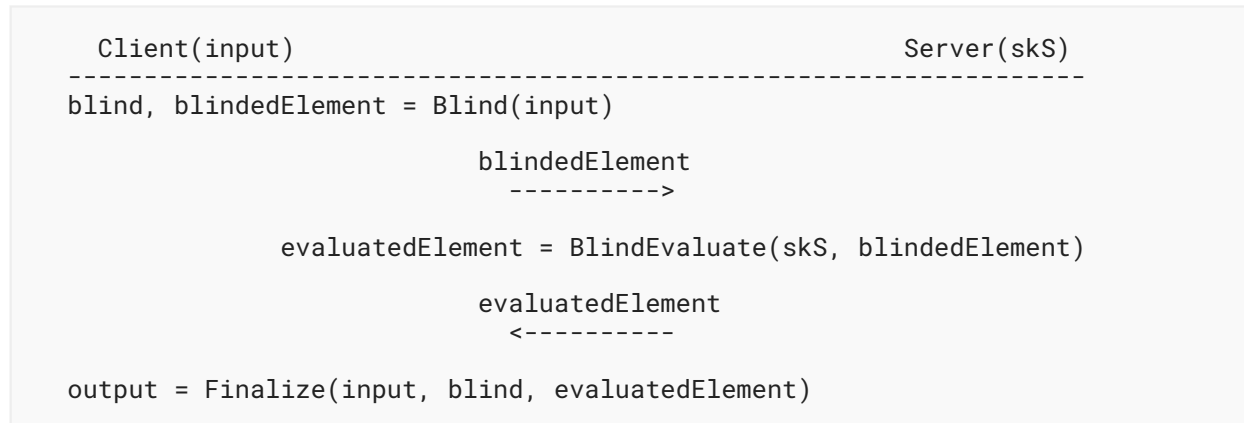 Client(input)                                        Server(skS)
-------------------------------------------------------------------
blind, blindedElement = Blind(input)
blindedElement
---------->
evaluatedElement = BlindEvaluate(skS, blindedElement)
evaluatedElement
<----------
output = Finalize(input, blind, evaluatedElement)